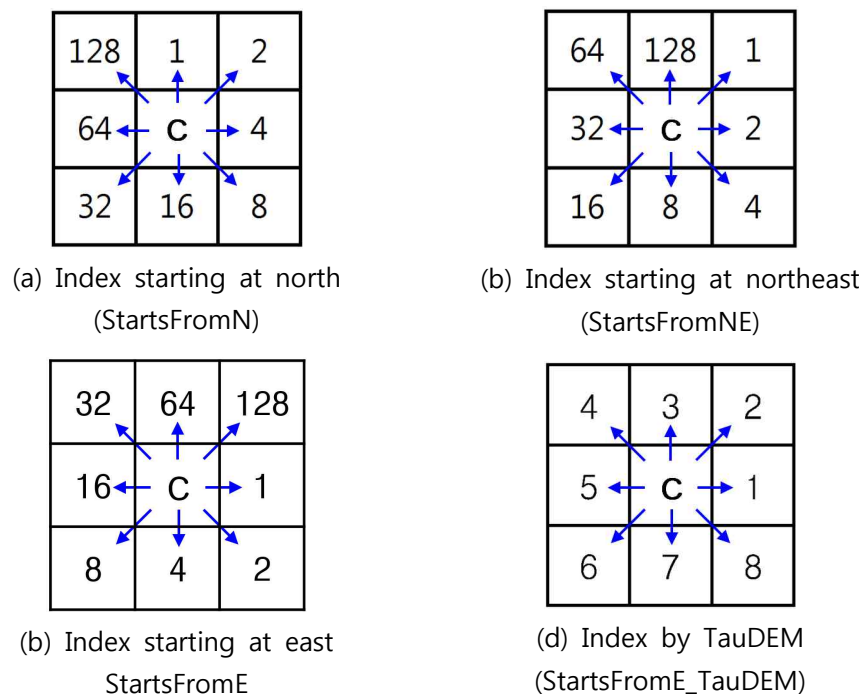 128 1 2
64 C 4
32 16 8
(a) Index starting at north
(StartsFromN)
64 128 1
32 C 2
16 8 4
(b) Index starting at northeast
(StartsFromNE)
32 64 128
16 C 1
8 4 2
(b) Index starting at east
StartsFromE
4 3 2
5 C 1
6 7 8
(d) Index by TauDEM
(StartsFromE_TauDEM)